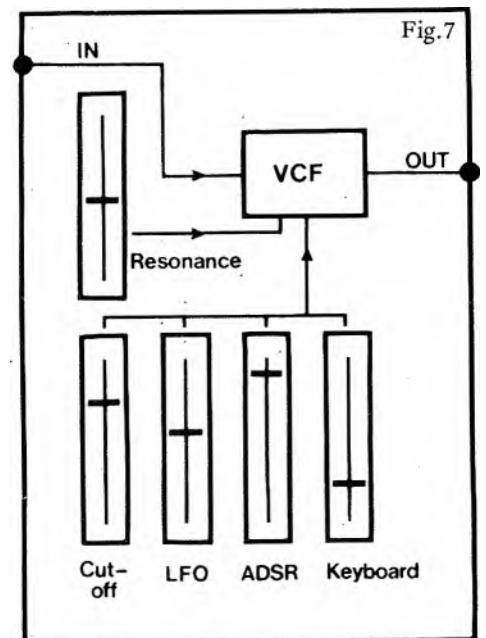 Fig.7
IN
VCF
OUT
Resonance
Cut-
off
LFO
ADSR
Keyboard